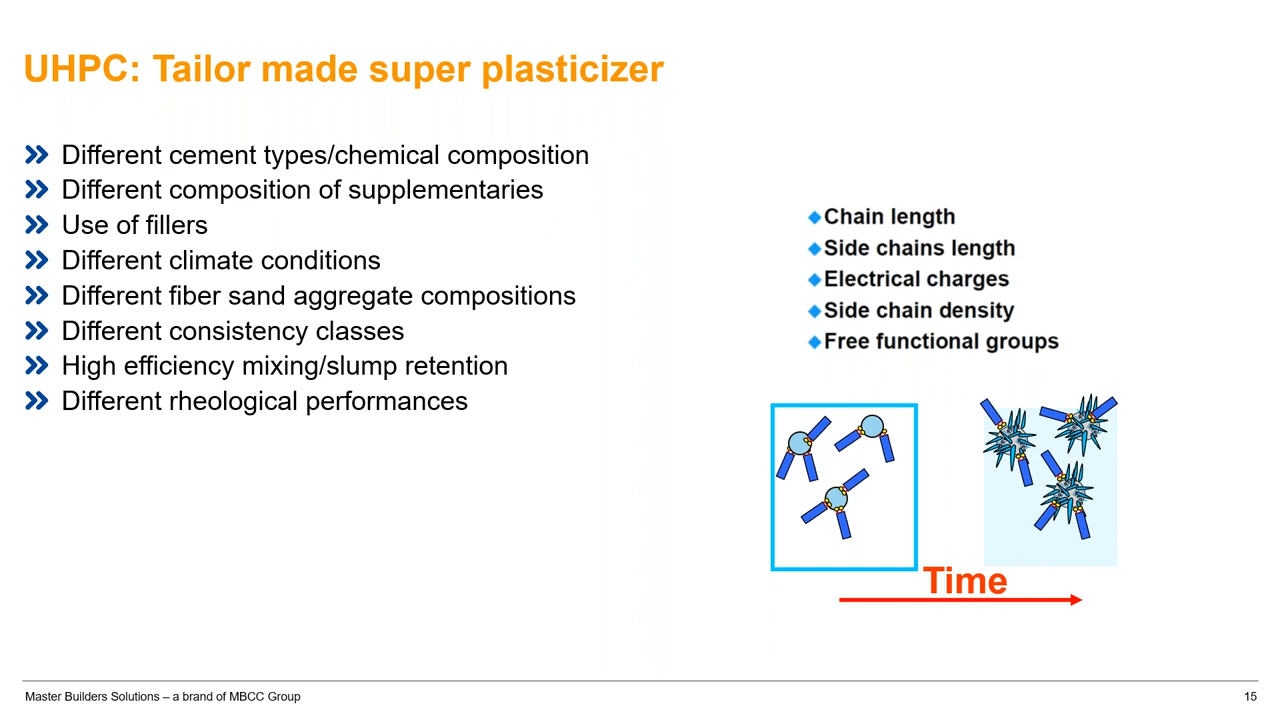 UHPC: Tailor made super plasticizer
Different cement types/chemical composition
Different composition of supplementaries
Use of fillers
Different climate conditions
Different fiber sand aggregate compositions
Different consistency classes
High efficiency mixing/slump retention
Different rheological performances
Chain length
Side chains length
Electrical charges
Side chain density
Free functional groups
Time
Master Builders Solutions – a brand of MBCC Group
15